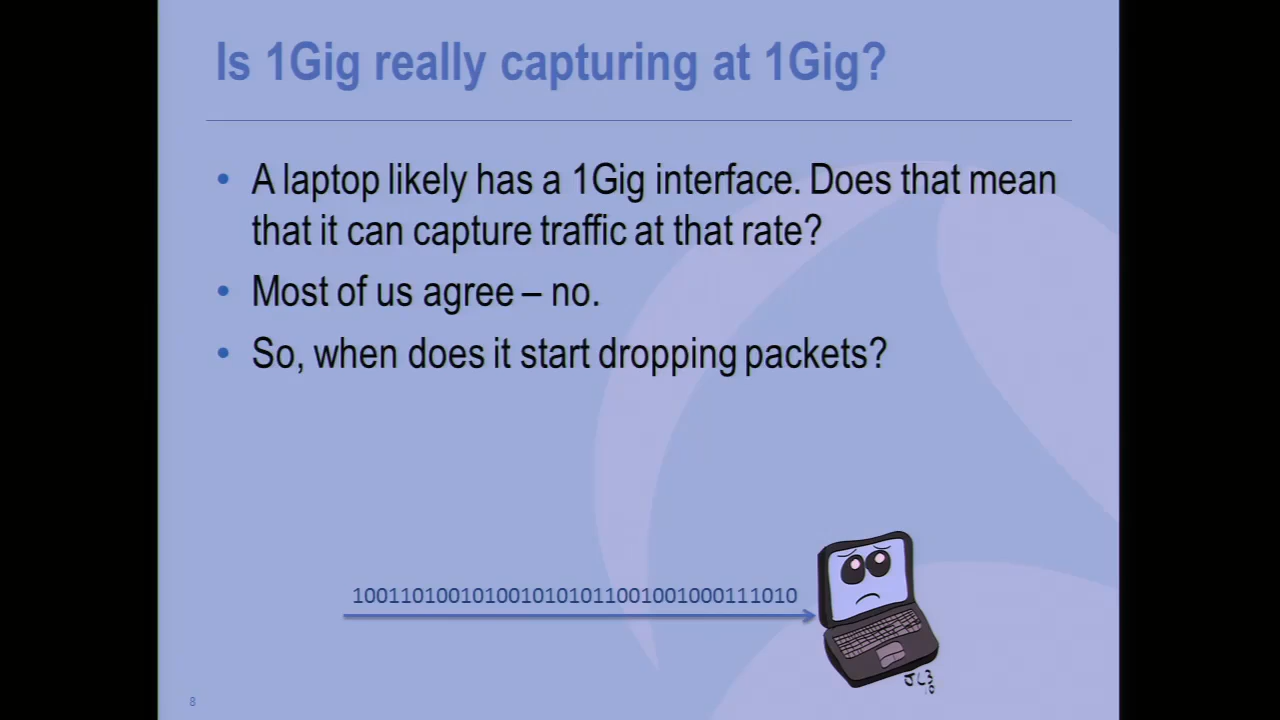 Is 1Gig really capturing at 1Gig?
• A laptop likely has a 1Gig interface. Does that mean
that it can capture traffic at that rate?
• Most of us agree – no.
• So, when does it start dropping packets?
1001101001010010101011001001000111010
8